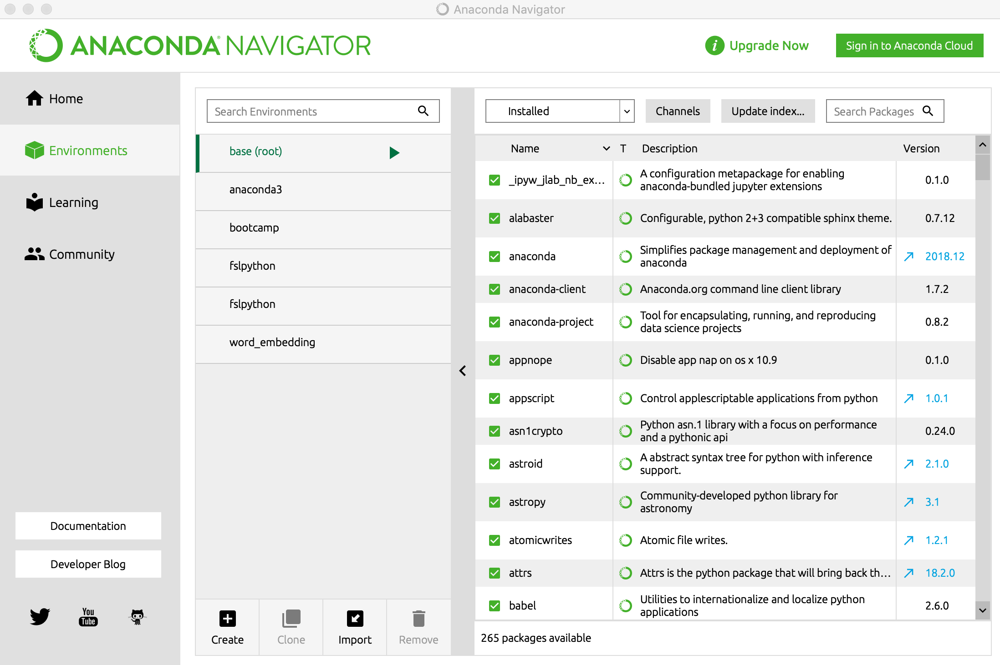 Anaconda Navigator
ANACONDA® NAVIGATOR
i Upgrade Now
Sign in to Anaconda Cloud
Home
Environments
Learning
Community
Documentation
Developer Blog
You Tube
Search Environments
base (root)
anaconda3
bootcamp
fslpython
fslpython
word_embedding
Create
Clone
Import
Remove
Installed
Channels
Update index...
Search Packages
Name T Description Version
_ipyw_jlab_nb_ex... A configuration metapackage for enabling 0.1.0
anaconda-bundled jupyter extensions
alabaster Configurable, python 2+3 compatible sphinx theme. 0.7.12
anaconda Simplifies package management and deployment of 2018.12
anaconda
anaconda-client Anaconda.org command line client library 1.7.2
anaconda-project Tool for encapsulating, running, and reproducing 0.8.2
data science projects
appnope Disable app nap on os x 10.9 0.1.0
appscript Control applescriptable applications from python 1.0.1
asn1crypto Python asn.1 library with a focus on performance 0.24.0
and a pythonic api
astroid A abstract syntax tree for python with inference 2.1.0
support.
astropy Community-developed python library for 3.1
astronomy
atomicwrites Atomic file writes. 1.2.1
attrs Attrs is the python package that will bring back th... 18.2.0
babel Utilities to internationalize and localize python 2.6.0
applications
265 packages available